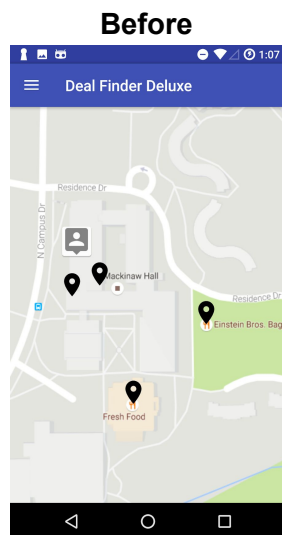 Before
1:07
Deal Finder Deluxe
Residence Dr
N Campus Dr
Mackinaw Hall
Residence Dr
Einstein Bros. Bag
Fresh Food